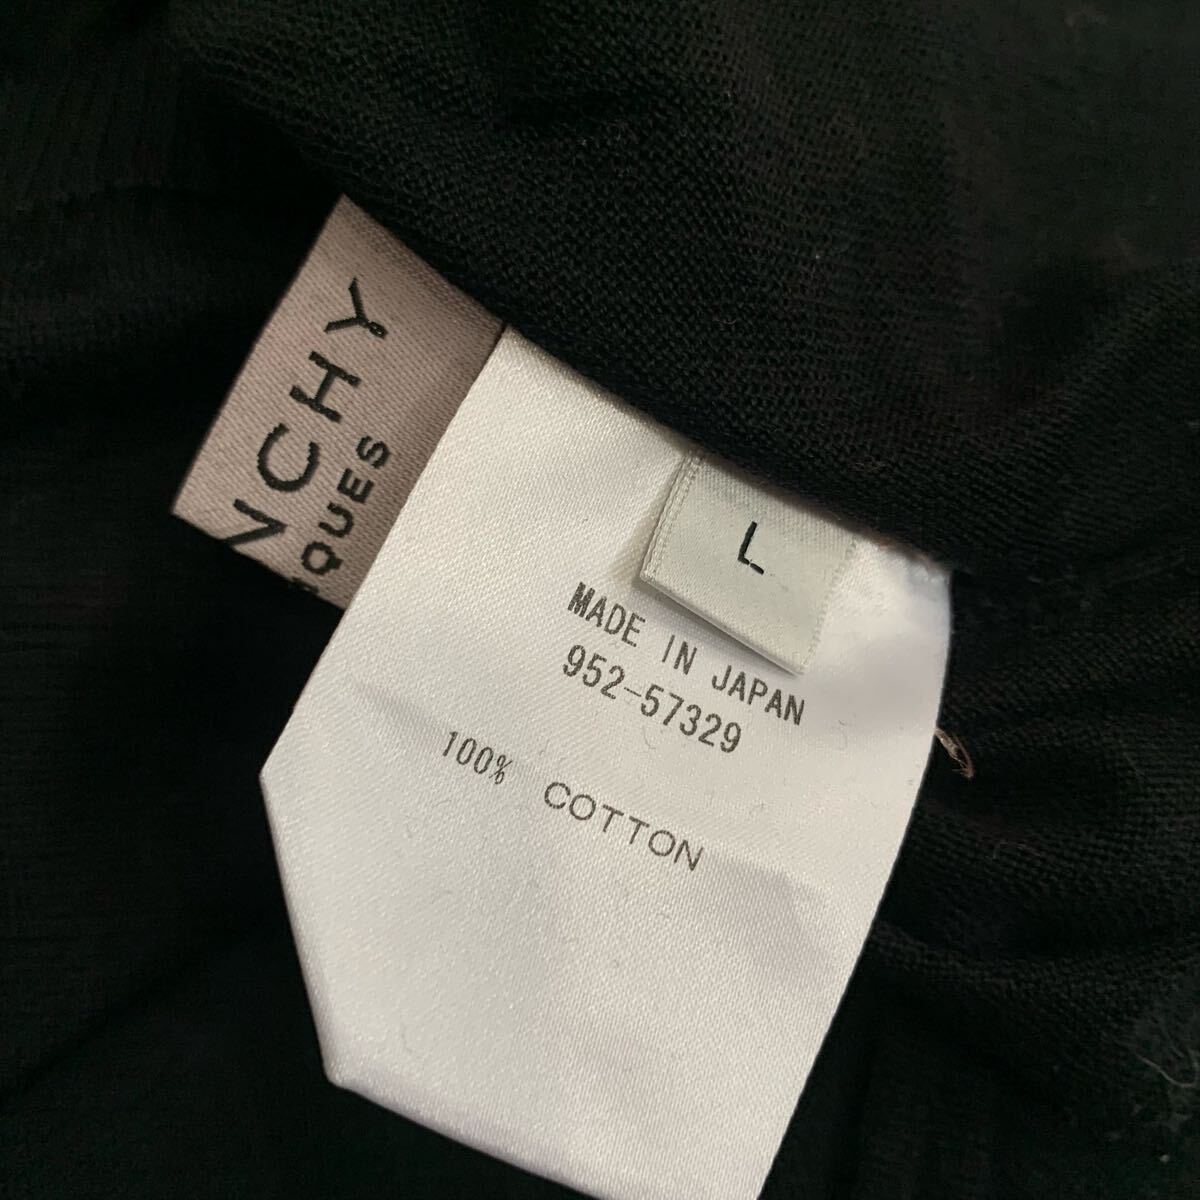 NCHY
QUES
L
MADE IN JAPAN
952-57329
100% COTTON